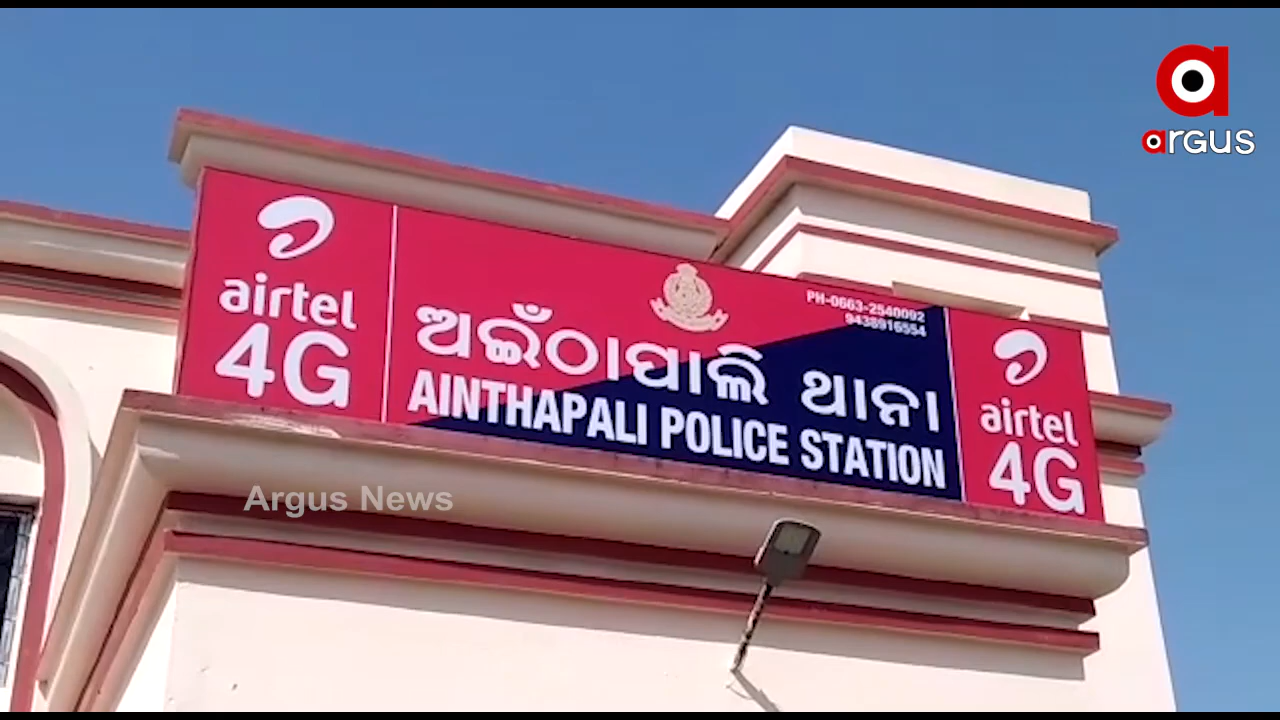 argus
airtel
4G
PH-0663-2540092
9438916554
ଅଇଁଠାପାଲି ଥାନା
AINTHAPALI POLICE STATION
airtel
4G
Argus News